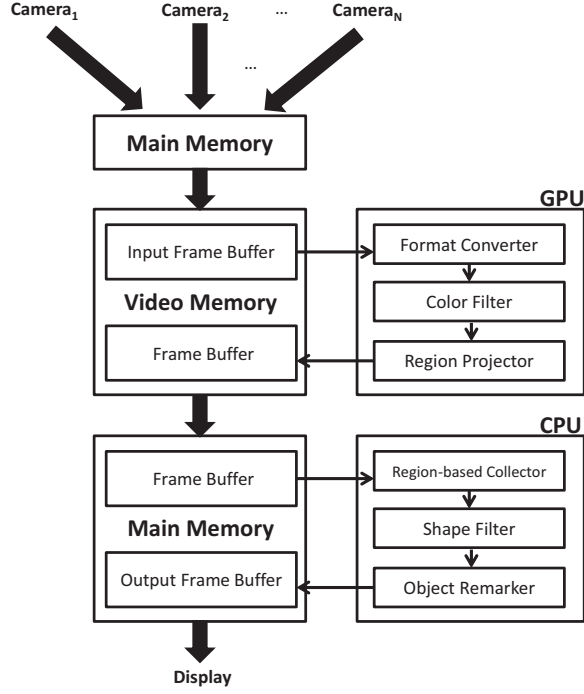 Camera1 Camera2 ... CameraN
...
Main Memory
GPU
Input Frame Buffer
Format Converter
Color Filter
Video Memory
Frame Buffer
Region Projector
CPU
Frame Buffer
Region-based Collector
Shape Filter
Main Memory
Output Frame Buffer
Object Remarker
Display